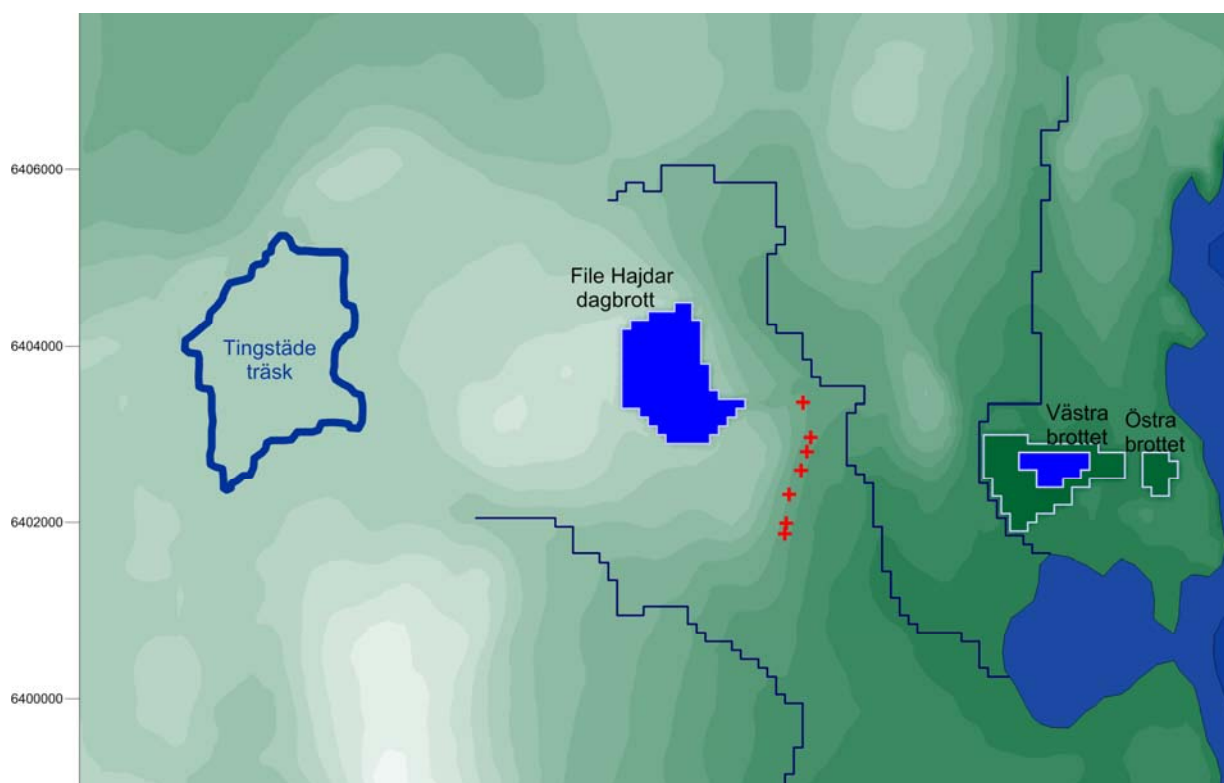 6406000
File Hajdar
dagbrott
6404000
Tingstäde
träsk
Västra
brottet
Östra
brottet
6402000
6400000